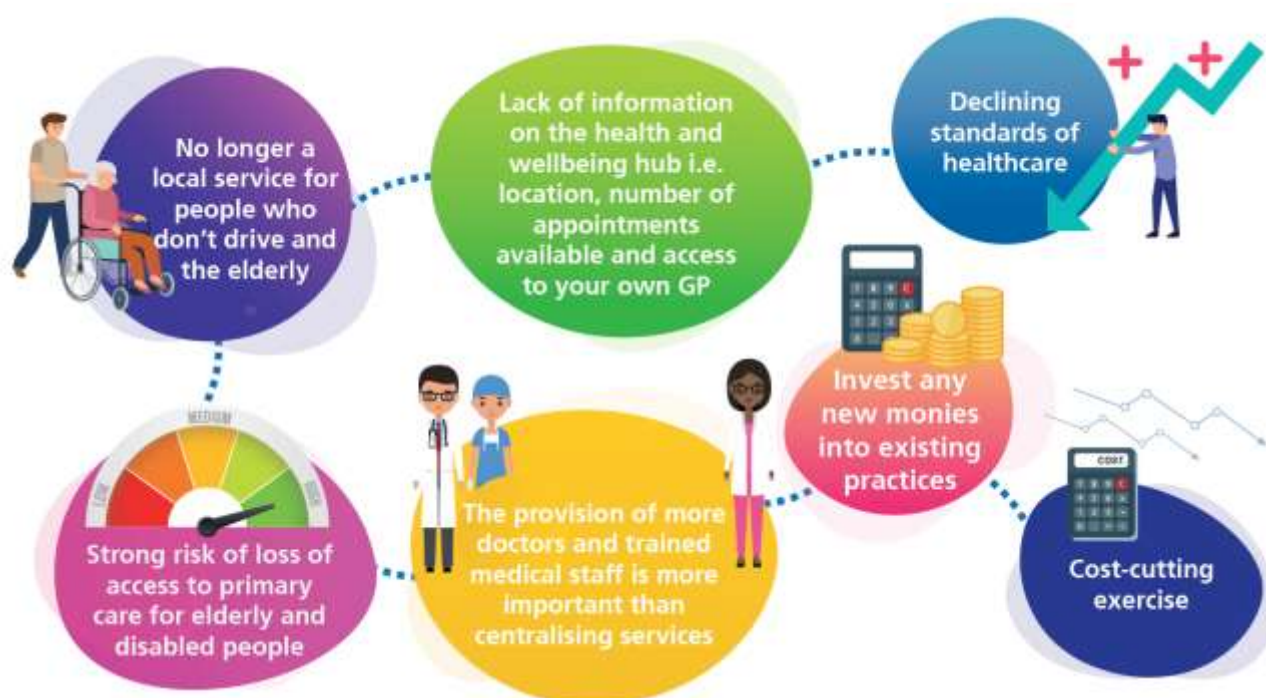 No longer a
local service for
people who
don't drive and
the elderly
Lack of information
on the health and
wellbeing hub i.e.
location, number of
appointments
available and access
to your own GP
Declining
standards of
healthcare
LOW
MEDIUM
HIGH
Strong risk of loss of
access to primary
care for elderly and
disabled people
The provision of more
doctors and trained
medical staff is more
important than
centralising services
Invest any
new monies
into existing
practices
COST
Cost-cutting
exercise